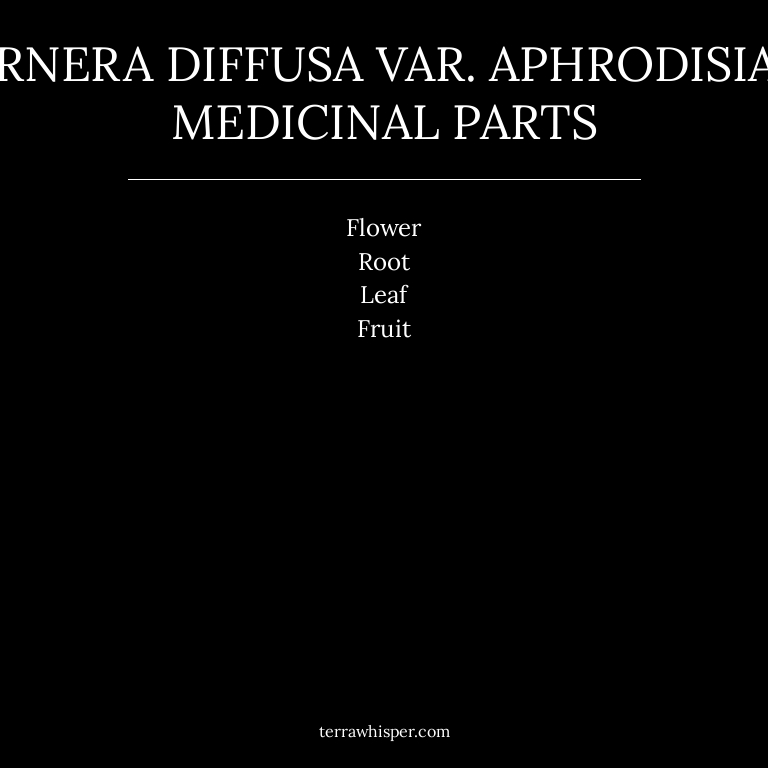 RNERA DIFFUSA VAR. APHRODISIA
MEDICINAL PARTS
Flower
Root
Leaf
Fruit
terrawhisper.com